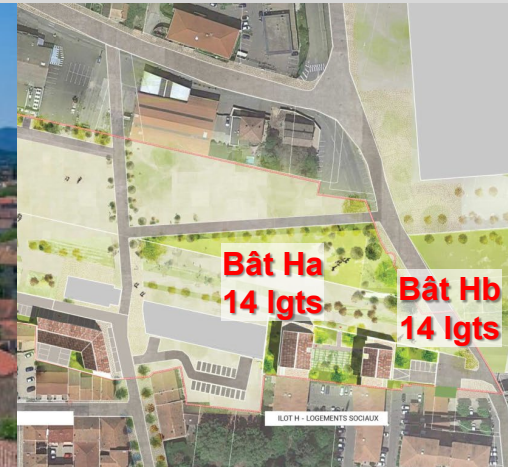 Bât Ha
14 lgts
Bât Hb
14 lgts
ILOT H - LOGEMENTS SOCIAUX